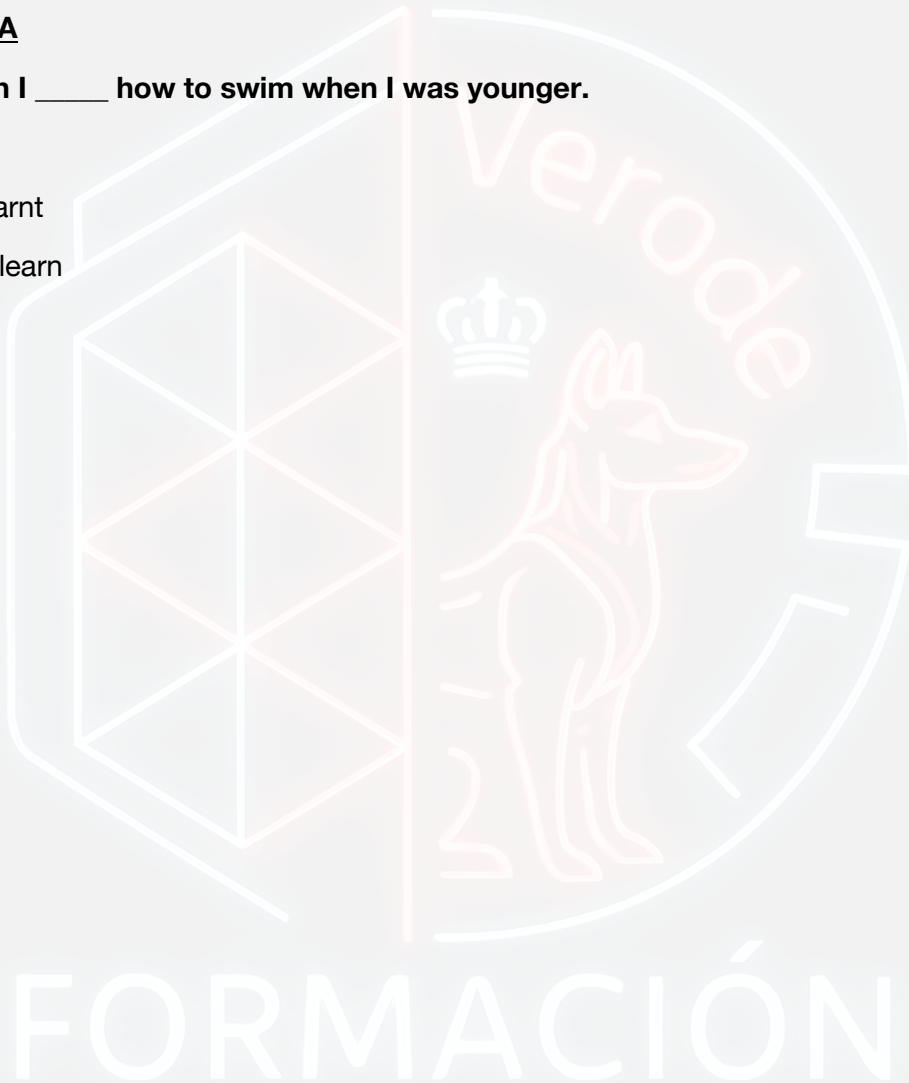 A
n I _____ how to swim when I was younger.
arnt
learn
Verode
FORMACIÓN